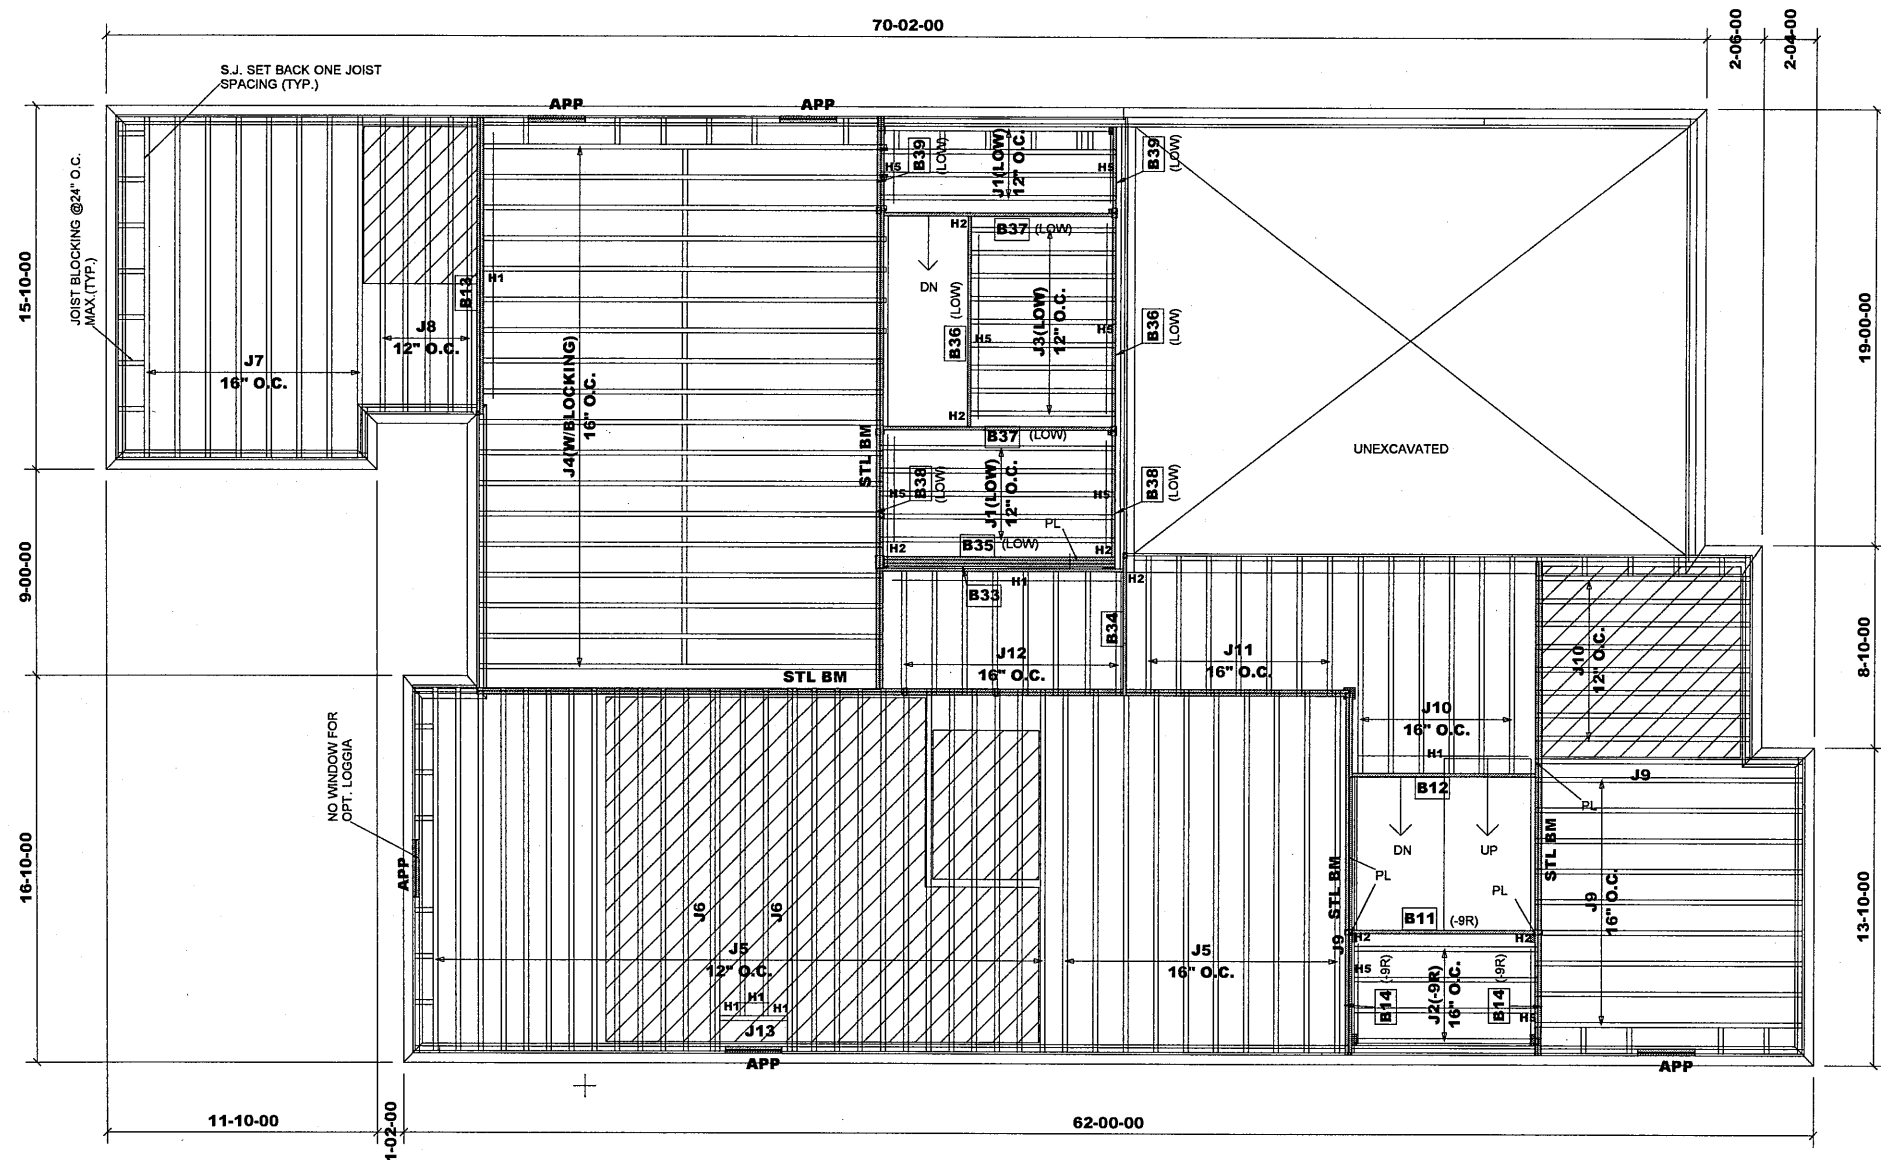 70-02-00
2-06-00
2-04-00
S.J. SET BACK ONE JOIST
SPACING (TYP.)
APP
APP
JOIST BLOCKING @24" O.C.
MAX.(TYP.)
15-10-00
9-00-00
16-10-00
19-00-00
8-10-00
13-10-00
J7
16" O.C.
J8
12" O.C.
B13
H1
J4(W/BLOCKING)
16" O.C.
STL BM
STL BM
H5
B39
(LOW)
J1(LOW)
12" O.C.
H5
B39
(LOW)
H2
B37
(LOW)
DN
B36
(LOW)
H5
J3(LOW)
12" O.C.
H5
B36
(LOW)
H2
B37
(LOW)
H5
B38
(LOW)
J1(LOW)
12" O.C.
H5
B38
(LOW)
PL
H2
B35
(LOW)
H2
H1
B33
H2
B34
J12
16" O.C.
J11
16" O.C.
UNEXCAVATED
J10
12" O.C.
J10
16" O.C.
H1
B12
J9
PL
DN
UP
STL BM
STL BM
PL
PL
B11
(-9R)
J9
16" O.C.
J9
H2
H2
H5
B14
(-9R)
J2(-9R)
16" O.C.
B14
(-9R)
H5
NO WINDOW FOR
OPT. LOGGIA
APP
J6
J6
J5
12" O.C.
J5
16" O.C.
H1
H1
H1
J13
APP
APP
11-10-00
1-02-00
62-00-00